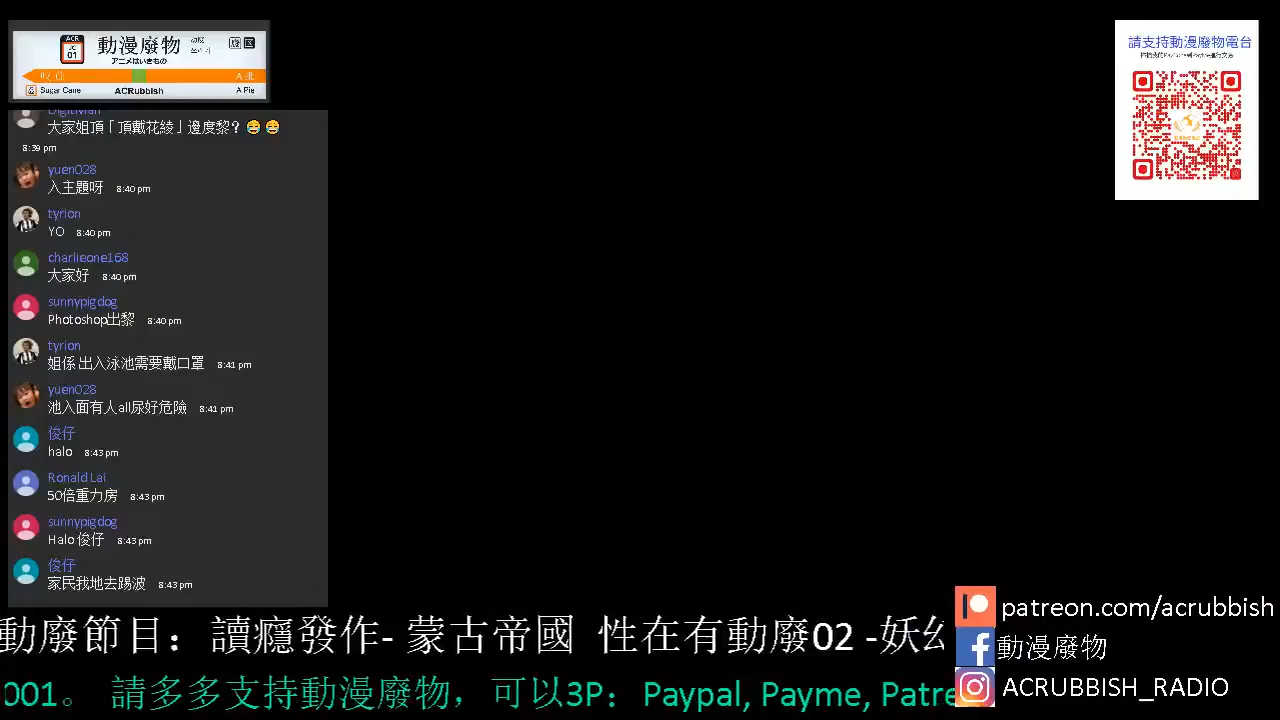 ACR
01
動漫廢物
アニメはいきもの
Sugar Cane
ACRubbish
A Pie
請支持動漫廢物電台
Digitivian
大家姐頂「頂戴花綾」邊度黎？😂😂
8:39 pm
yuen028
入主題呀 8:40 pm
tyrion
YO 8:40 pm
charlieone168
大家好 8:40 pm
sunnypigdog
Photoshop出黎 8:40 pm
tyrion
姐係 出入泳池需要戴口罩 8:41 pm
yuen028
池入面有人all尿好危險 8:41 pm
俊仔
halo 8:43 pm
Ronald Lai
50倍重力房 8:43 pm
sunnypigdog
Halo 俊仔 8:43 pm
俊仔
家民我地去踢波 8:43 pm
動廢節目：讀癮發作- 蒙古帝國 性在有動廢02 -妖幻
001。 請多多支持動漫廢物，可以3P：Paypal, Payme, Patre
patreon.com/acrubbish
動漫廢物
ACRUBBISH_RADIO